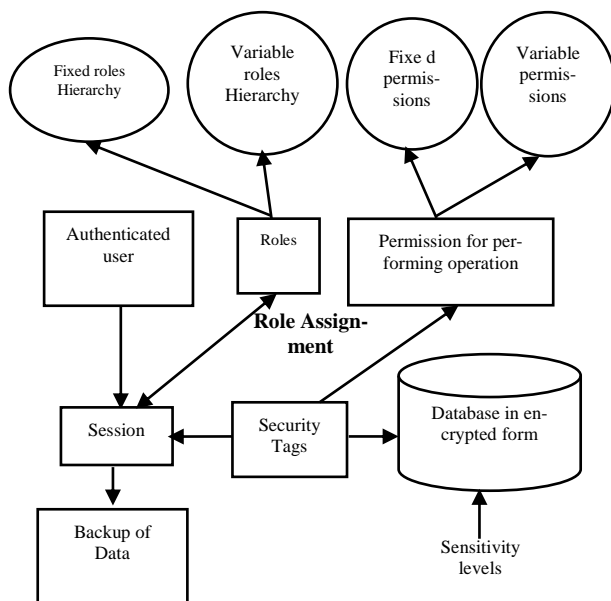 Fixed roles
Hierarchy
Variable
roles
Hierarchy
Fixe d
permis-
sions
Variable
permis-
sions
Authenticated
user
Roles
Permission for per-
forming operation
Role Assign-
ment
Session
Security
Tags
Database in en-
crypted form
Backup of
Data
Sensitivity
levels